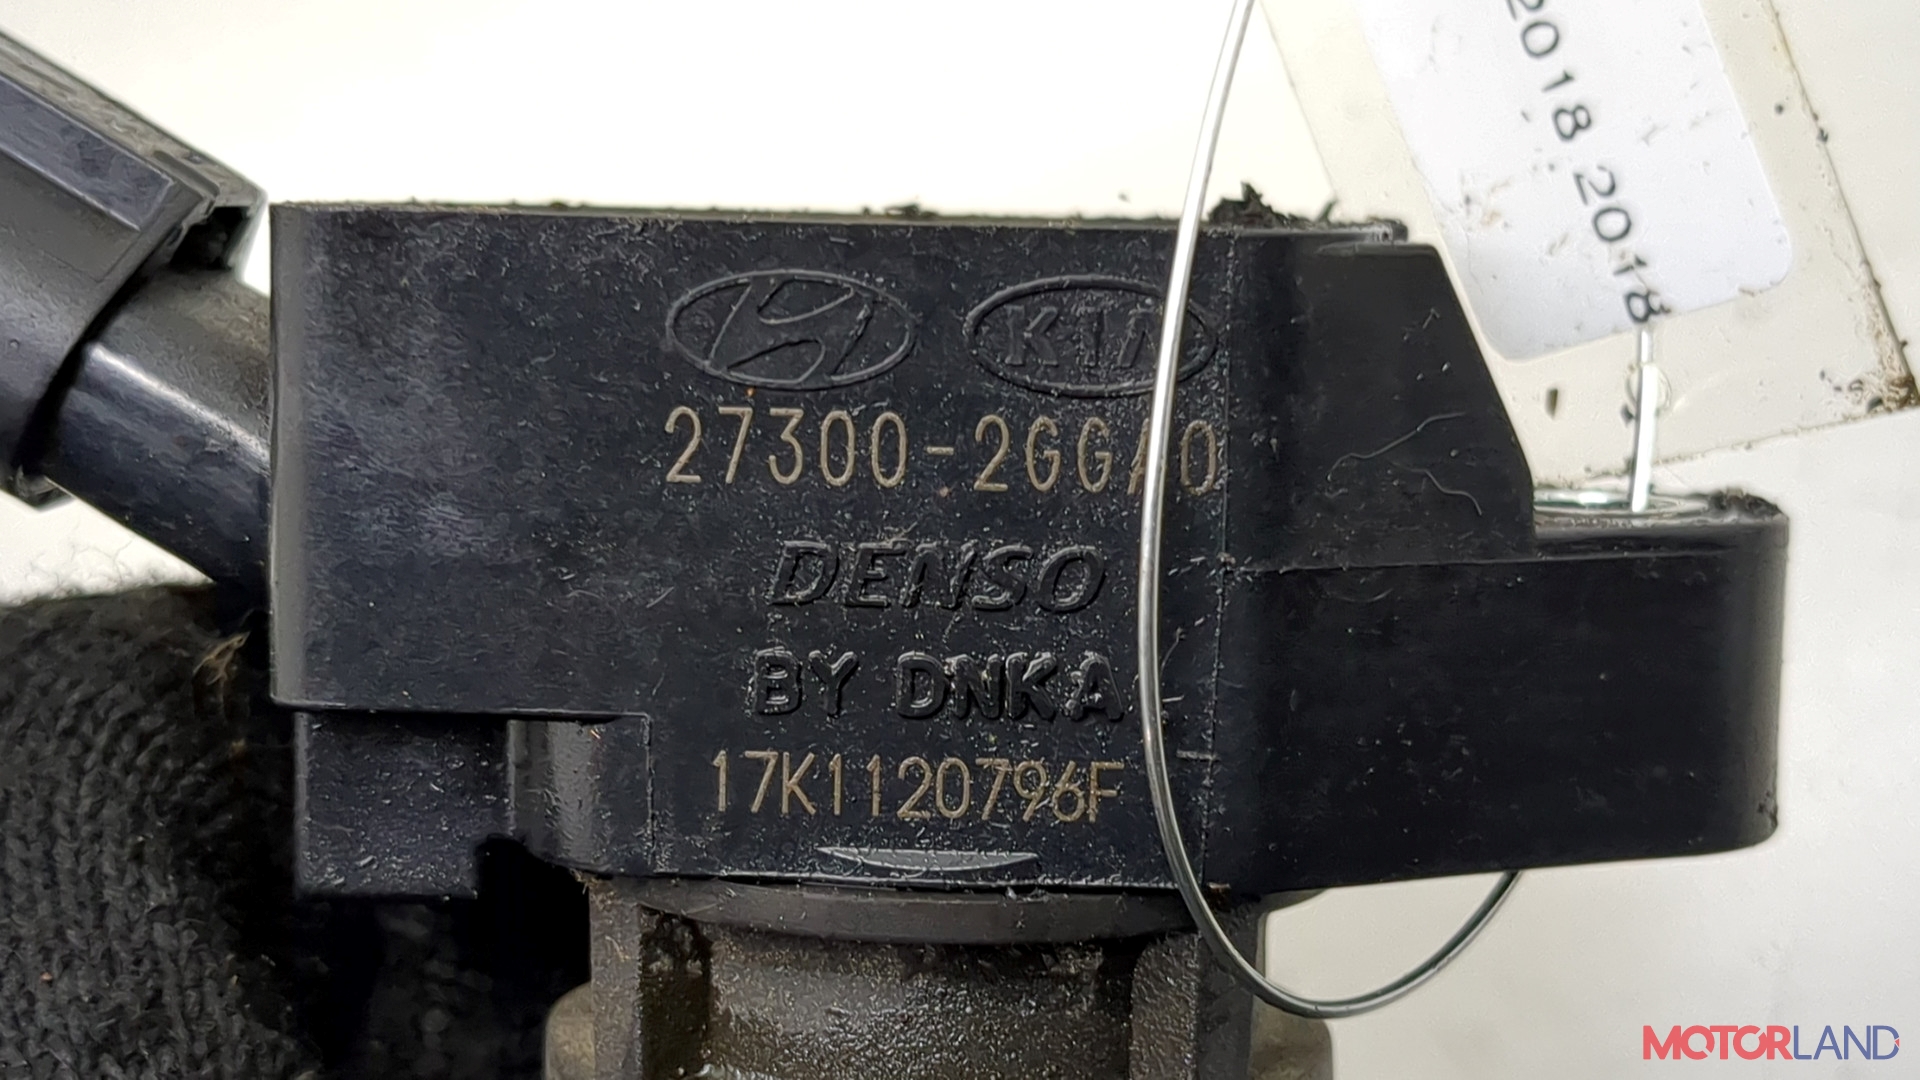 2018 2018
KIA
27300-2GGA0
DENSO
BY DNKA
17K1120796F
MOTORLAND